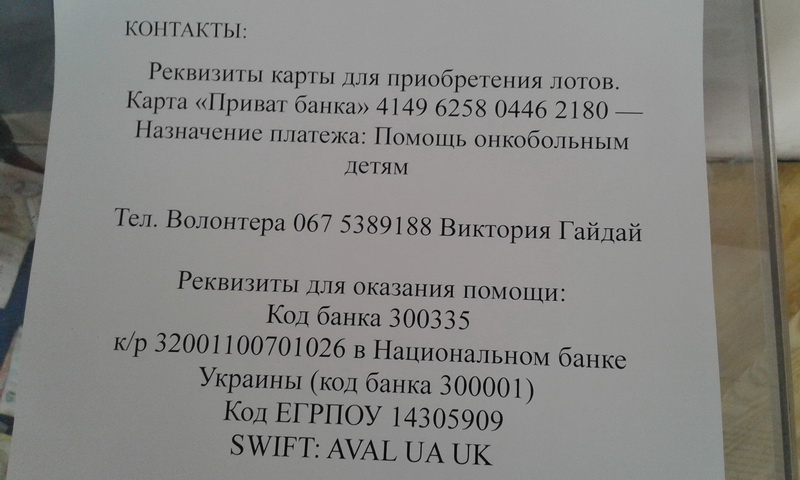 КОНТАКТЫ:
Реквизиты карты для приобретения лотов.
Карта «Приват банка» 4149 6258 0446 2180 —
Назначение платежа: Помощь онкобольным
детям
Тел. Волонтера 067 5389188 Виктория Гайдай
Реквизиты для оказания помощи:
Код банка 300335
к/р 32001100701026 в Национальном банке
Украины (код банка 300001)
Код ЕГРПОУ 14305909
SWIFT: AVAL UA UK